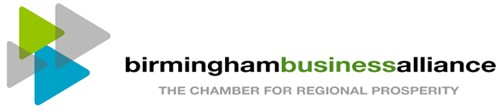 birminghambusinessalliance
THE CHAMBER FOR REGIONAL PROSPERITY